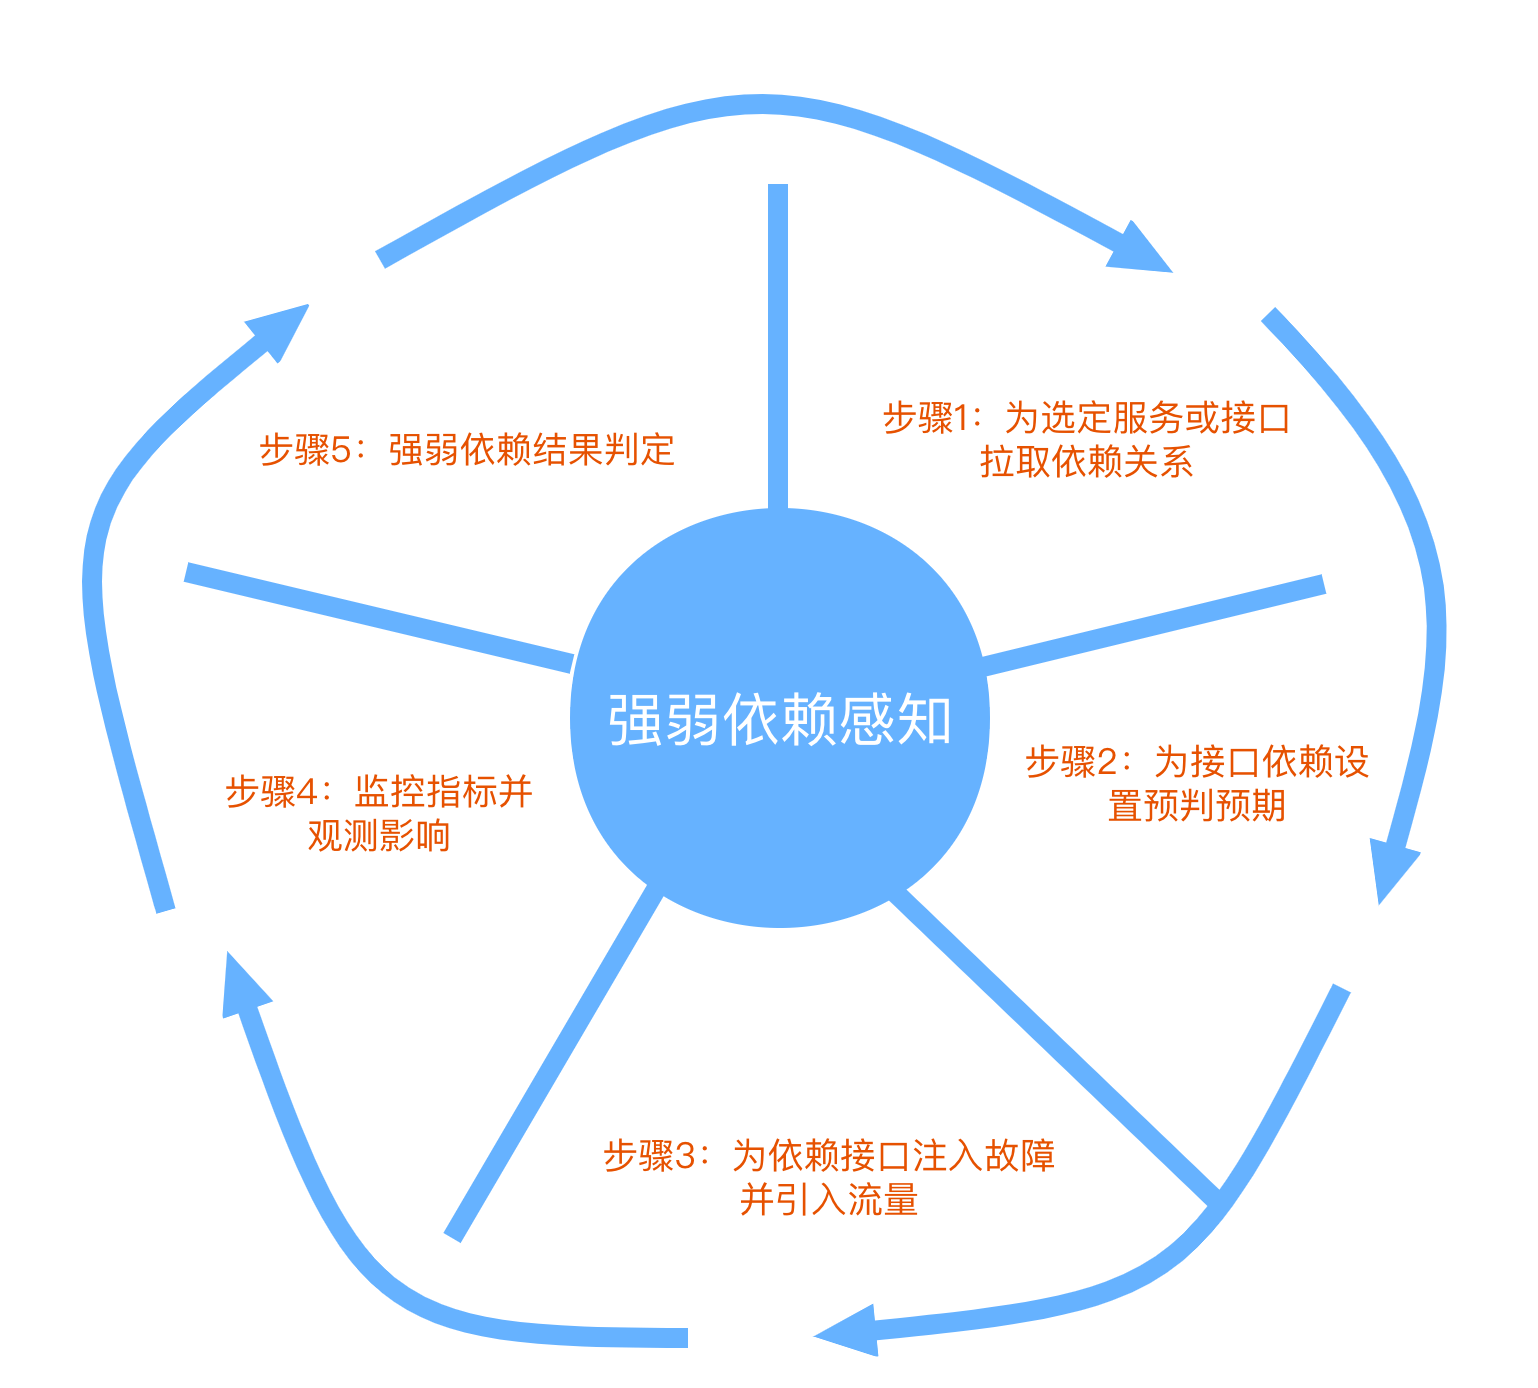 步骤1：为选定服务或接口
拉取依赖关系
步骤2：为接口依赖设
置预判预期
步骤3：为依赖接口注入故障
并引入流量
步骤4：监控指标并
观测影响
步骤5：强弱依赖结果判定
强弱依赖感知